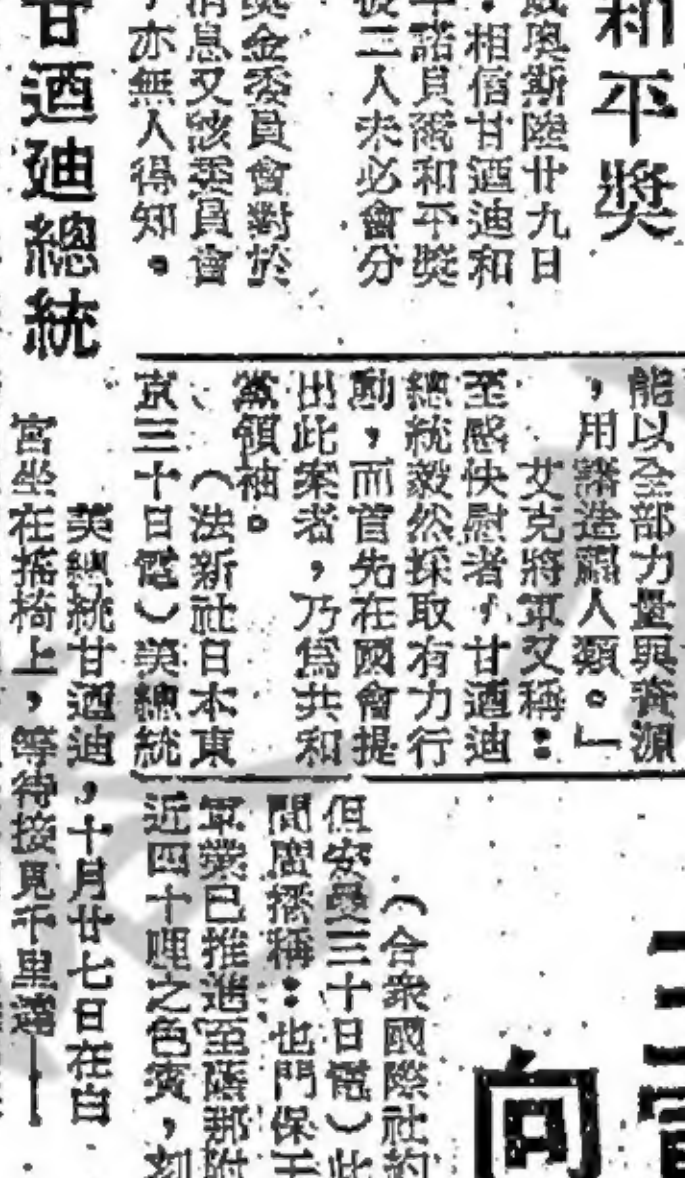 和平獎
威奧斯陸廿九日
相信甘迺迪和
諾貝爾和平獎
後二人未必會分
獎金委員會對於
消息又該委員會
，亦無人得知。
甘迺迪總統
能以全部力量與資源
，用諸造福人類。」
艾克將軍又稱：
至感快慰者，甘迺迪
總統毅然採取有力行
動，而首先在國會提
出此案者，乃為共和
黨領袖。
（法新社日本東
京三十日電）美總統
美總統甘迺迪，十月廿七日在白
宮坐在搖椅上，等待接見千里達——
向
（合衆國際社約
但安曼三十日電）此
間廣播稱：也門保王
軍業已推進至薩那附
近四十哩之色賓，刻